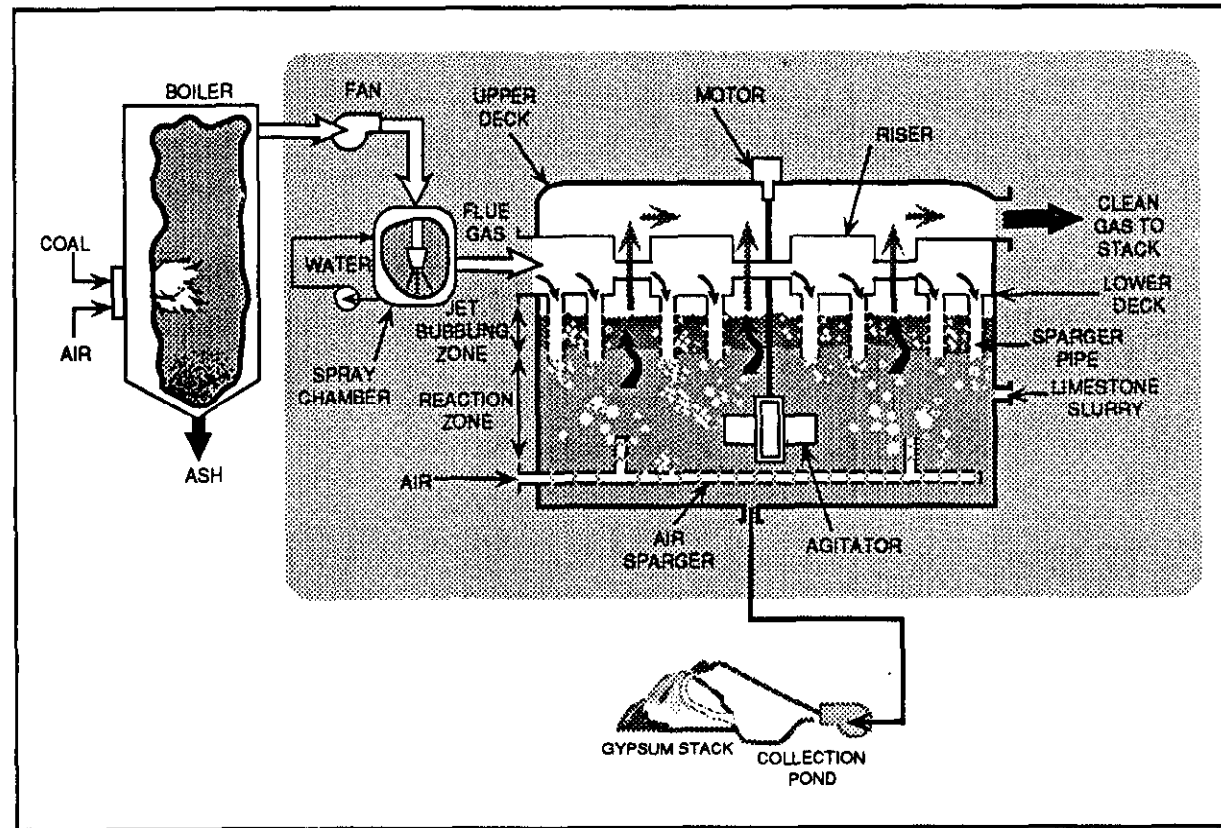 BOILER
FAN
UPPER
DECK
MOTOR
RISER
CLEAN
GAS TO
STACK
FLUE
GAS
COAL
WATER
LOWER
DECK
JET
BUBBLING
ZONE
AIR
SPARGER
PIPE
SPRAY
CHAMBER
REACTION
ZONE
LIMESTONE
SLURRY
ASH
AIR
AIR
SPARGER
AGITATOR
GYPSUM STACK
COLLECTION
POND